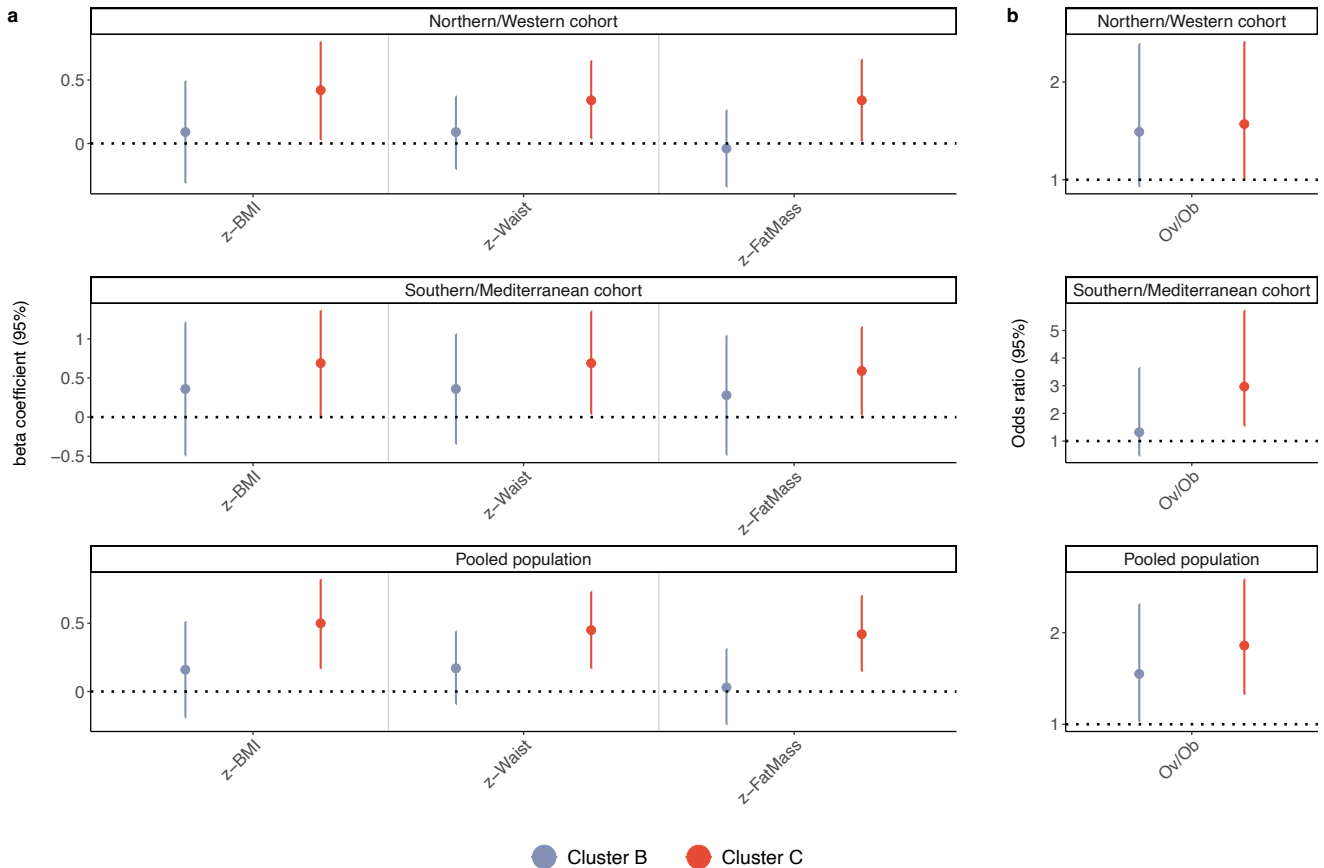 a
Northern/Western cohort
0.5
0
z−BMI
z−Waist
z−FatMass
Southern/Mediterranean cohort
1
0.5
0
−0.5
z−BMI
z−Waist
z−FatMass
Pooled population
0.5
0
z−BMI
z−Waist
z−FatMass
beta coefficient (95%)
b
Northern/Western cohort
2
1
Ov/Ob
Southern/Mediterranean cohort
5
4
3
2
1
Ov/Ob
Pooled population
2
1
Ov/Ob
Odds ratio (95%)
Cluster B
Cluster C